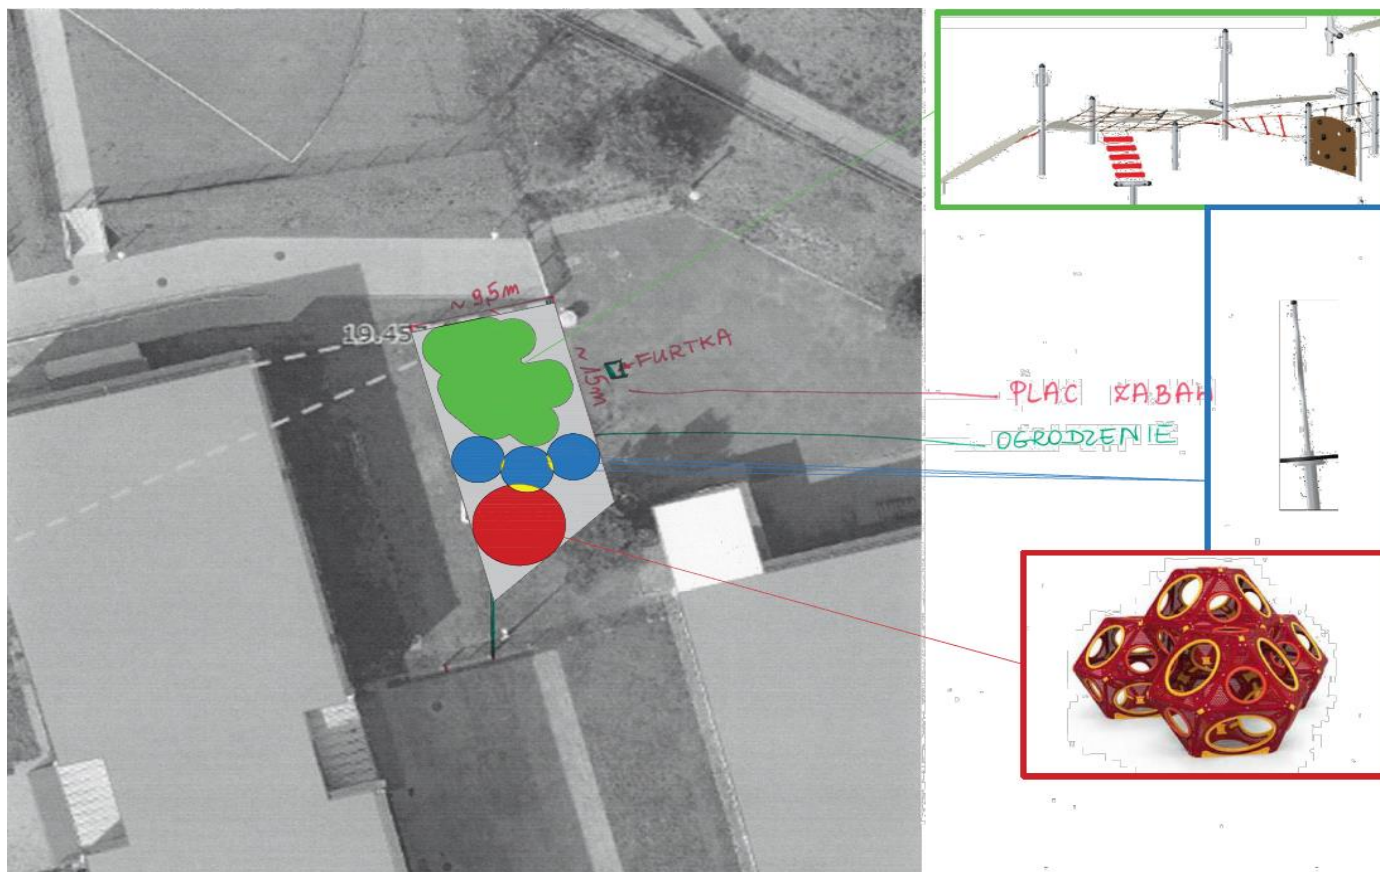 ~ 9,5m
19.45
~ 15m
FURTKA
PLAC ZABAW
OGRODZENIE